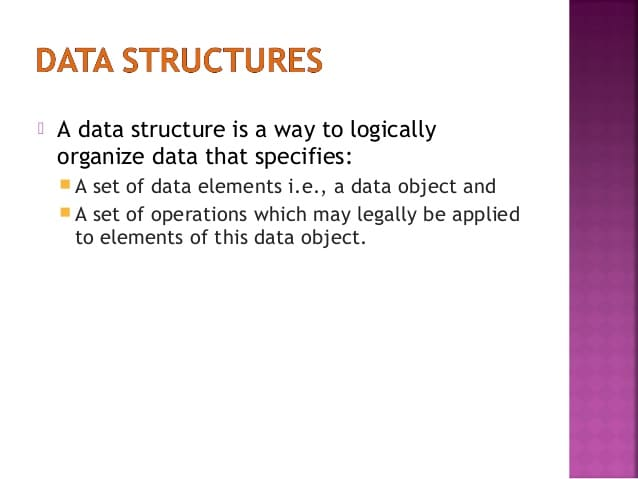 DATA STRUCTURES
A data structure is a way to logically
organize data that specifies:
A set of data elements i.e., a data object and
A set of operations which may legally be applied
to elements of this data object.